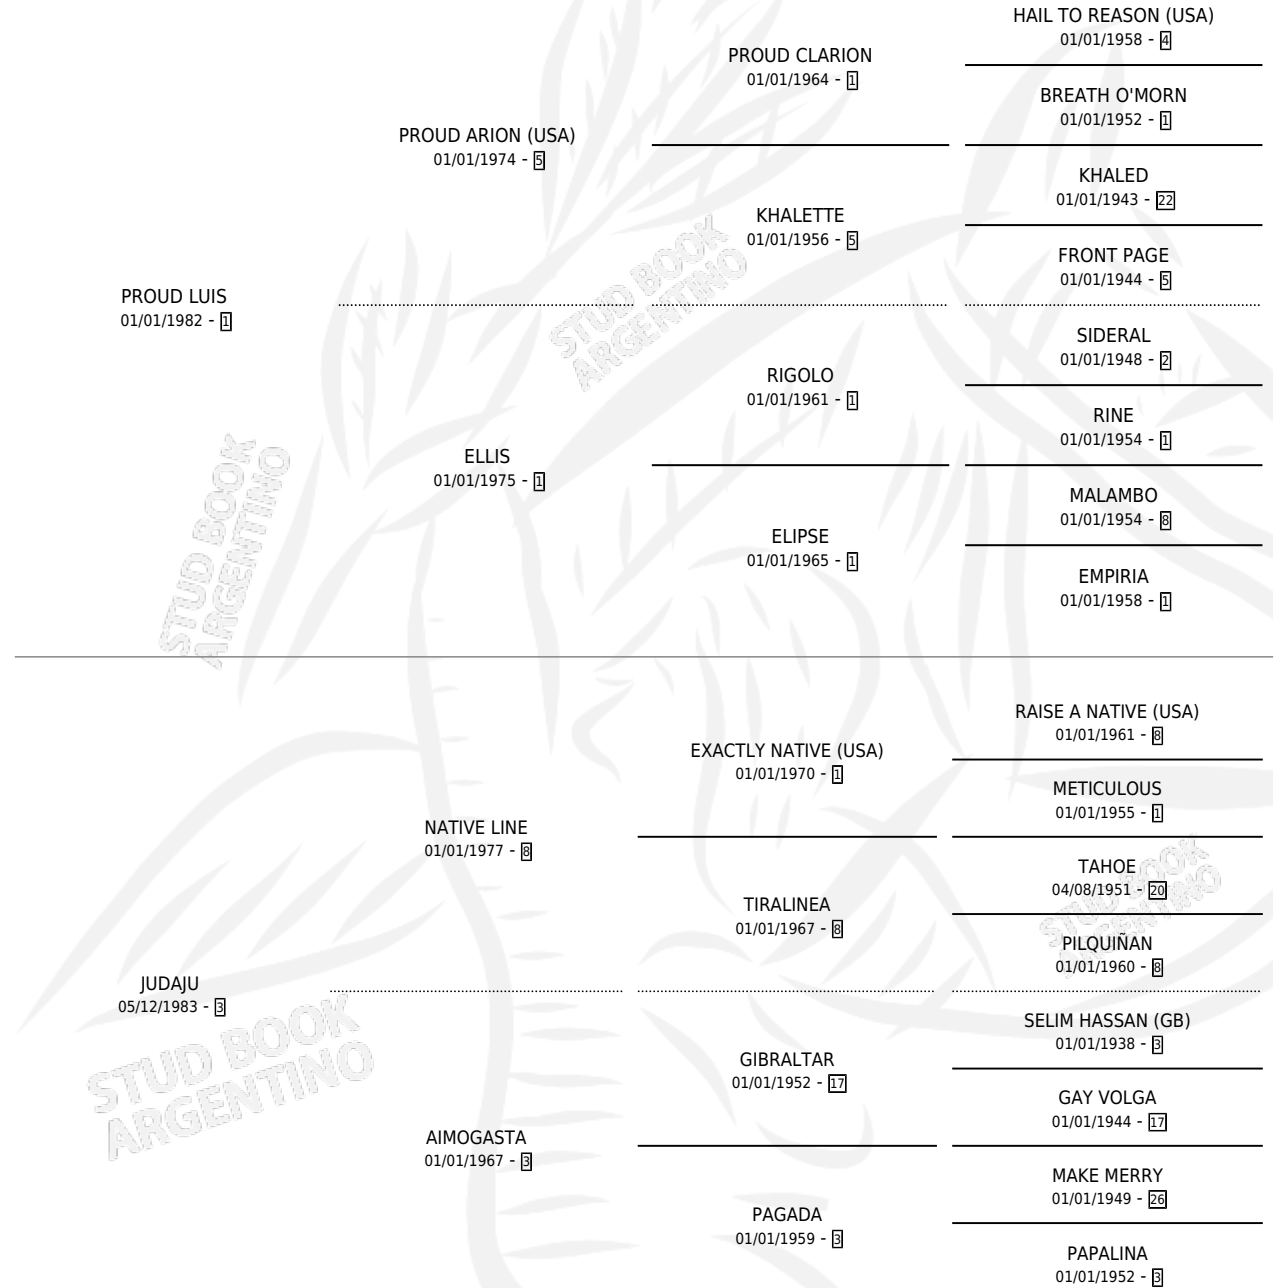 HAIL TO REASON (USA)
01/01/1958 - 4
PROUD CLARION
01/01/1964 - 1
BREATH O'MORN
01/01/1952 - 1
PROUD ARION (USA)
01/01/1974 - 5
KHALED
01/01/1943 - 22
KHALETTE
01/01/1956 - 5
FRONT PAGE
01/01/1944 - 5
PROUD LUIS
01/01/1982 - 1
SIDERAL
01/01/1948 - 2
RIGOLO
01/01/1961 - 1
RINE
01/01/1954 - 1
ELLIS
01/01/1975 - 1
MALAMBO
01/01/1954 - 8
ELIPSE
01/01/1965 - 1
EMPIRIA
01/01/1958 - 1
RAISE A NATIVE (USA)
01/01/1961 - 8
EXACTLY NATIVE (USA)
01/01/1970 - 1
METICULOUS
01/01/1955 - 1
NATIVE LINE
01/01/1977 - 8
TAHOE
04/08/1951 - 20
TIRALINEA
01/01/1967 - 8
PILQUIÑAN
01/01/1960 - 8
JUDAJU
05/12/1983 - 3
SELIM HASSAN (GB)
01/01/1938 - 3
GIBRALTAR
01/01/1952 - 17
GAY VOLGA
01/01/1944 - 17
AIMOGASTA
01/01/1967 - 3
MAKE MERRY
01/01/1949 - 26
PAGADA
01/01/1959 - 3
PAPALINA
01/01/1952 - 3
STUD BOOK
ARGENTINO
STUD BOOK
ARGENTINO
STUD BOOK
ARGENTINO
STUD BOOK
ARGENTINO